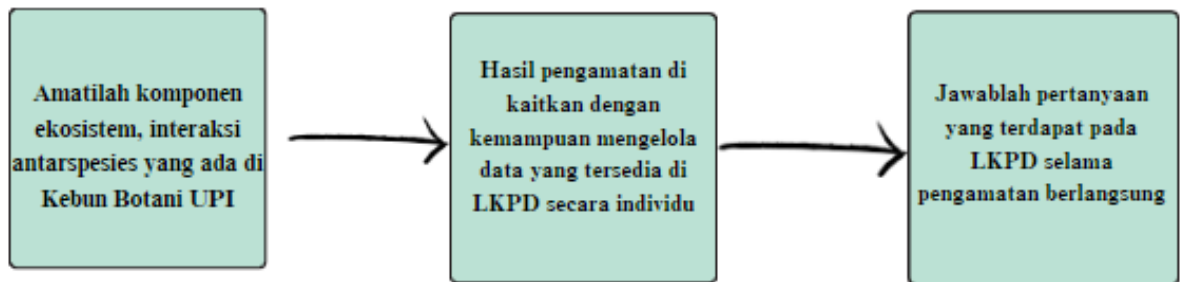 Amatilah komponen
ekosistem, interaksi
antarspesies yang ada di
Kebun Botani UPI
Hasil pengamatan di
kaitkan dengan
kemampuan mengelola
data yang tersedia di
LKPD secara individu
Jawablah pertanyaan
yang terdapat pada
LKPD selama
pengamatan berlangsung